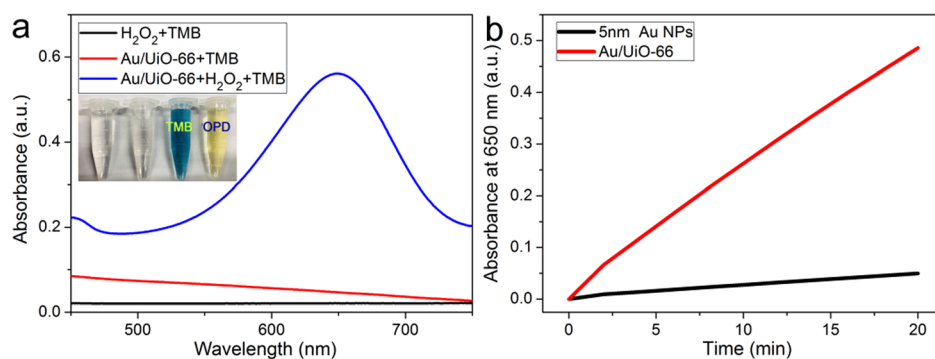 a
H₂O₂+TMB
Au/UiO-66+TMB
Au/UiO-66+H₂O₂+TMB
TMB OPD
Absorbance (a.u.)
0.6
0.4
0.2
0.0
500 600 700
Wavelength (nm)
b
5nm Au NPs
Au/UiO-66
Absorbance at 650 nm (a.u.)
0.5
0.4
0.3
0.2
0.1
0.0
0 5 10 15 20
Time (min)